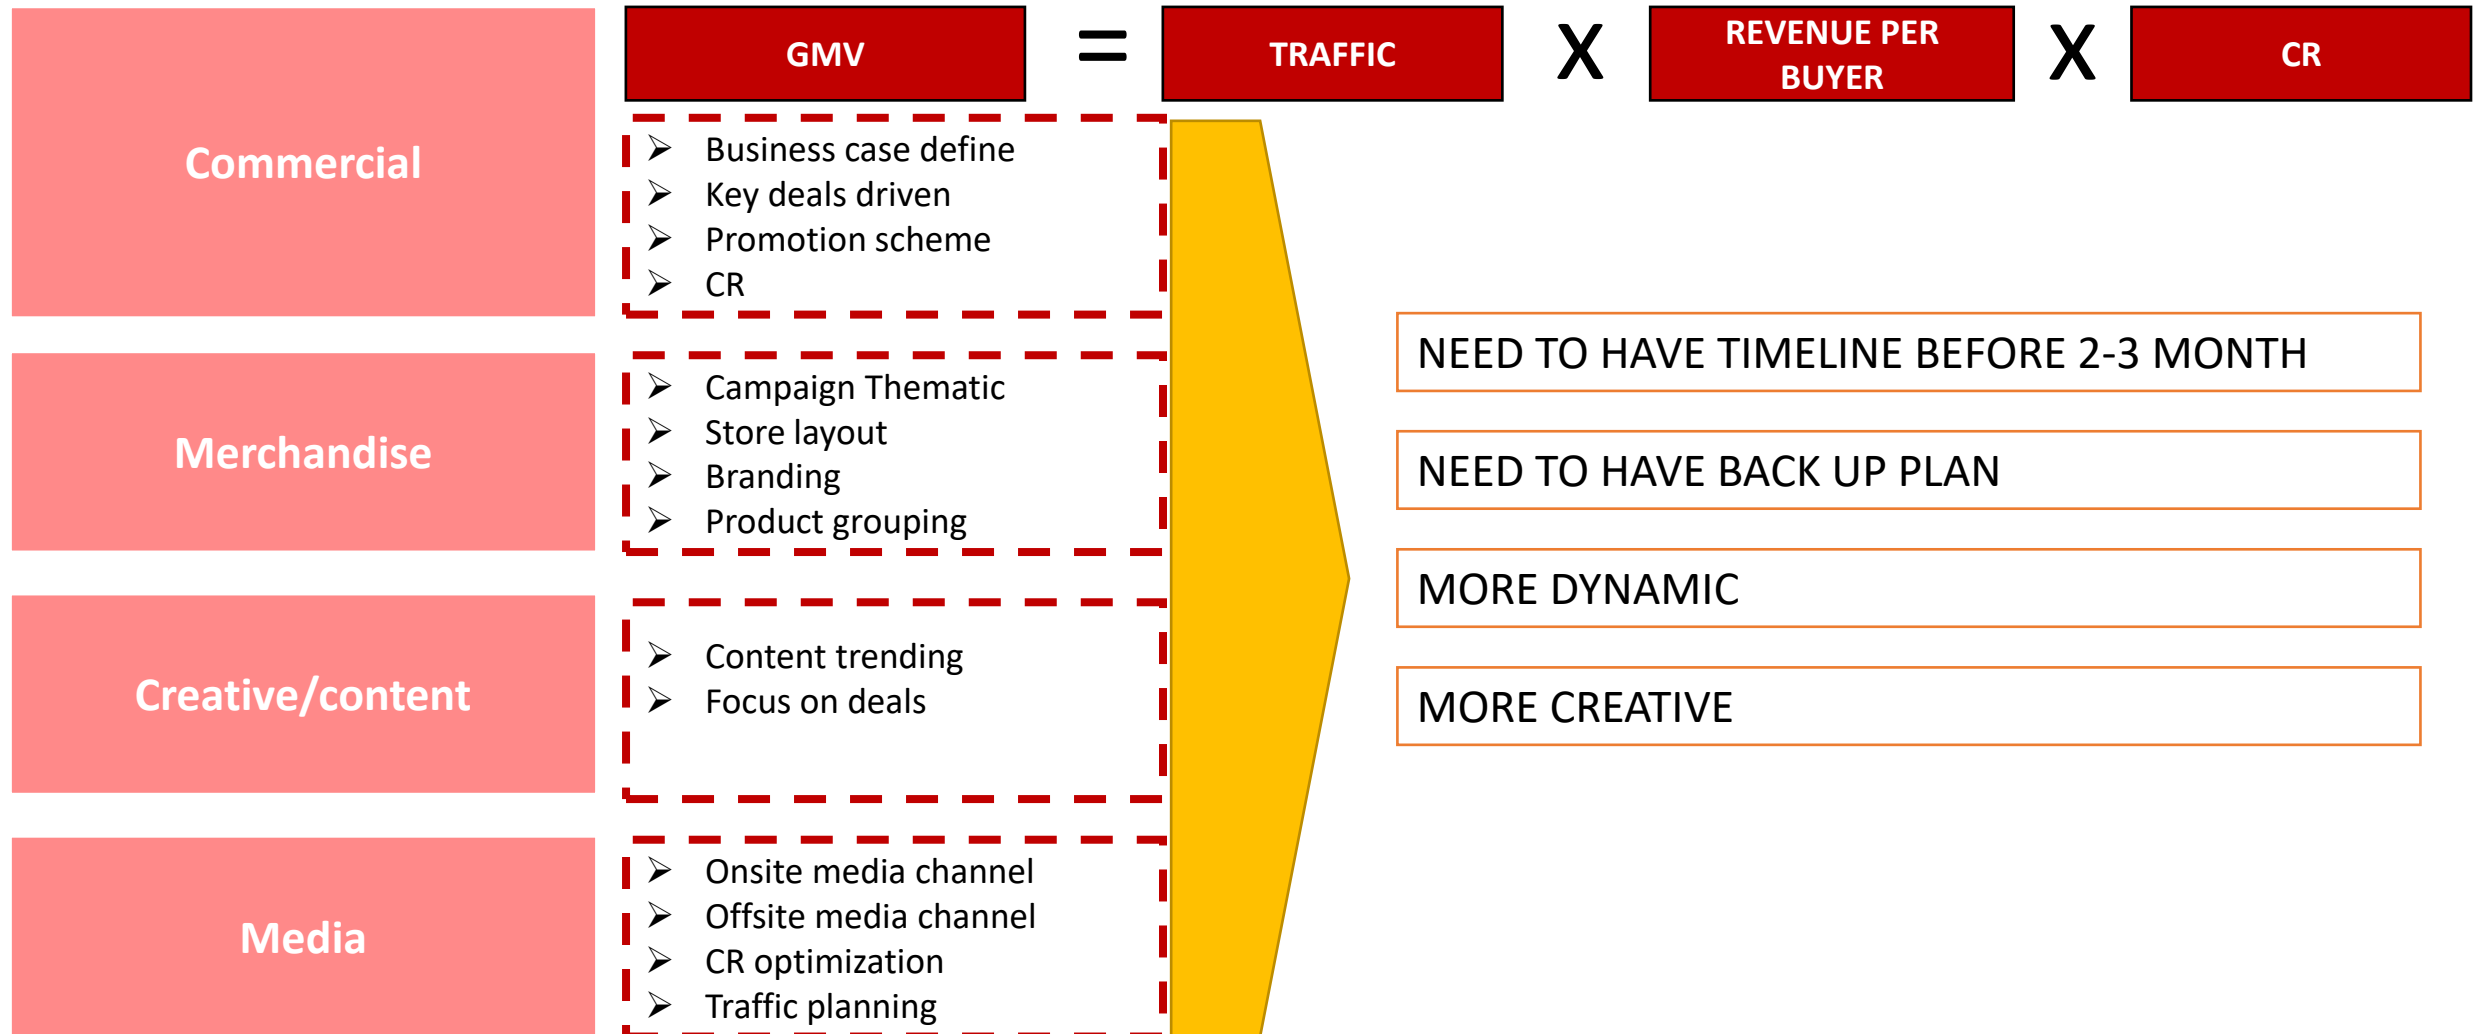 GMV
=
TRAFFIC
X
REVENUE PER
BUYER
X
CR
Commercial
➢ Business case define
➢ Key deals driven
➢ Promotion scheme
➢ CR
Merchandise
➢ Campaign Thematic
➢ Store layout
➢ Branding
➢ Product grouping
Creative/content
➢ Content trending
➢ Focus on deals
Media
➢ Onsite media channel
➢ Offsite media channel
➢ CR optimization
➢ Traffic planning
NEED TO HAVE TIMELINE BEFORE 2-3 MONTH
NEED TO HAVE BACK UP PLAN
MORE DYNAMIC
MORE CREATIVE